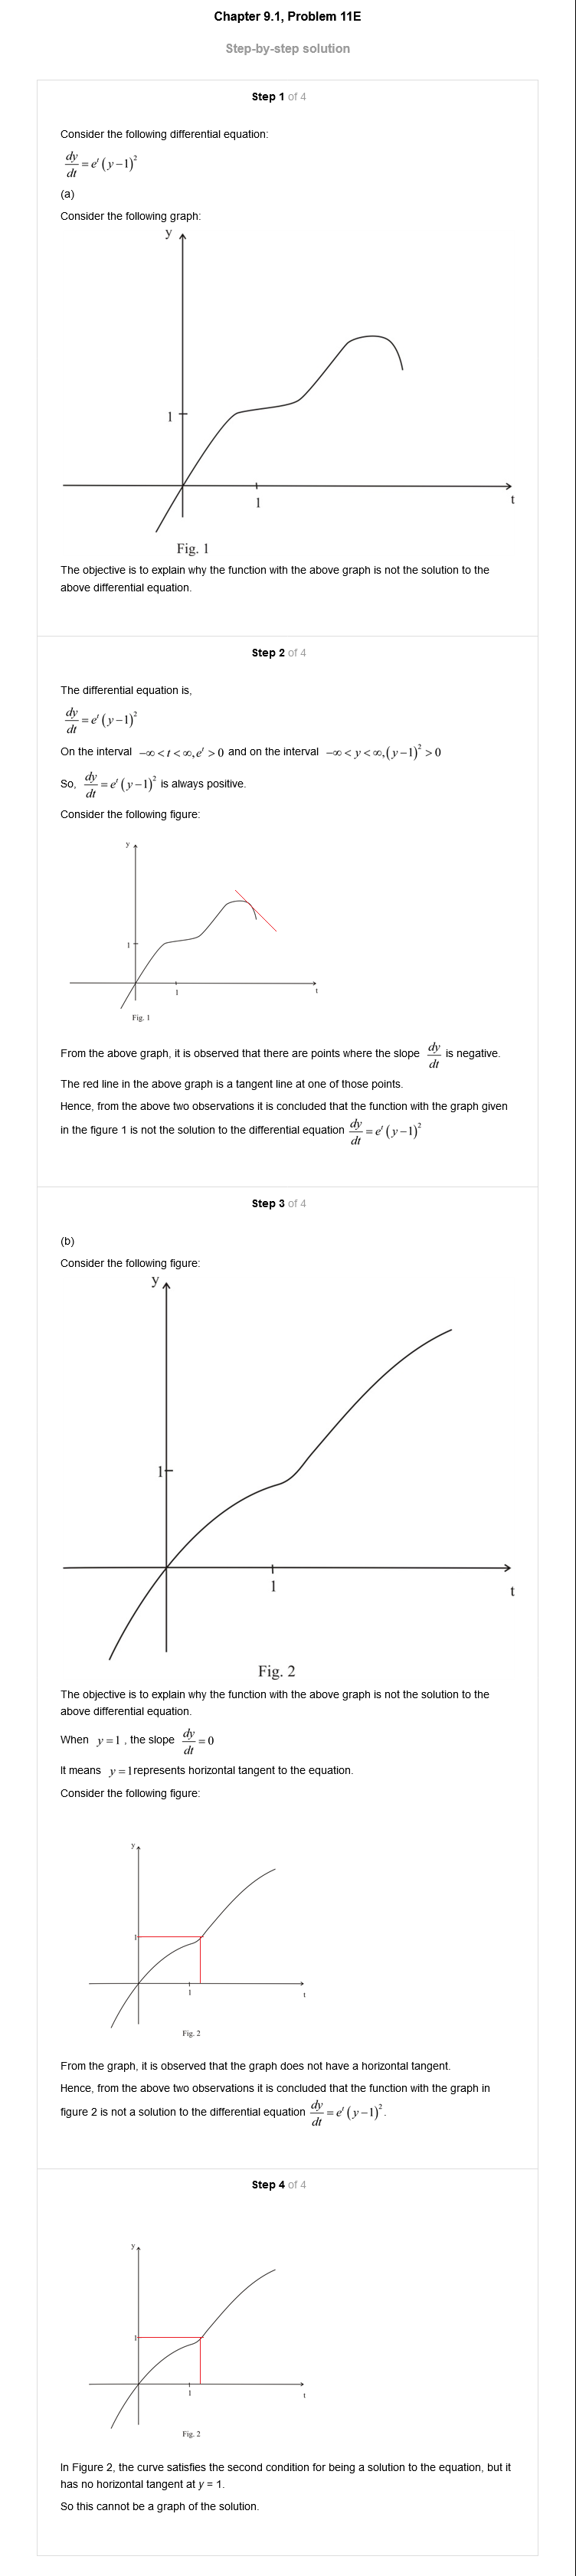 Chapter 9.1, Problem 11E
Step-by-step solution
Step 1 of 4
Consider the following differential equation:
dy/dt = e^t (y−1)^2
(a)
Consider the following graph:
y
1
1
t
Fig. 1
The objective is to explain why the function with the above graph is not the solution to the
above differential equation.
Step 2 of 4
The differential equation is,
dy/dt = e^t (y−1)^2
On the interval −∞ < t < ∞, e^t > 0 and on the interval −∞ < y < ∞, (y−1)^2 > 0
So, dy/dt = e^t (y−1)^2 is always positive.
Consider the following figure:
y
1
1
t
Fig. 1
From the above graph, it is observed that there are points where the slope dy/dt is negative.
The red line in the above graph is a tangent line at one of those points.
Hence, from the above two observations it is concluded that the function with the graph given
in the figure 1 is not the solution to the differential equation dy/dt = e^t (y−1)^2
Step 3 of 4
(b)
Consider the following figure:
y
1
1
t
Fig. 2
The objective is to explain why the function with the above graph is not the solution to the
above differential equation.
When y = 1 , the slope dy/dt = 0
It means y = 1 represents horizontal tangent to the equation.
Consider the following figure:
y
1
1
t
Fig. 2
From the graph, it is observed that the graph does not have a horizontal tangent.
Hence, from the above two observations it is concluded that the function with the graph in
figure 2 is not a solution to the differential equation dy/dt = e^t (y−1)^2.
Step 4 of 4
y
1
1
t
Fig. 2
In Figure 2, the curve satisfies the second condition for being a solution to the equation, but it
has no horizontal tangent at y = 1.
So this cannot be a graph of the solution.